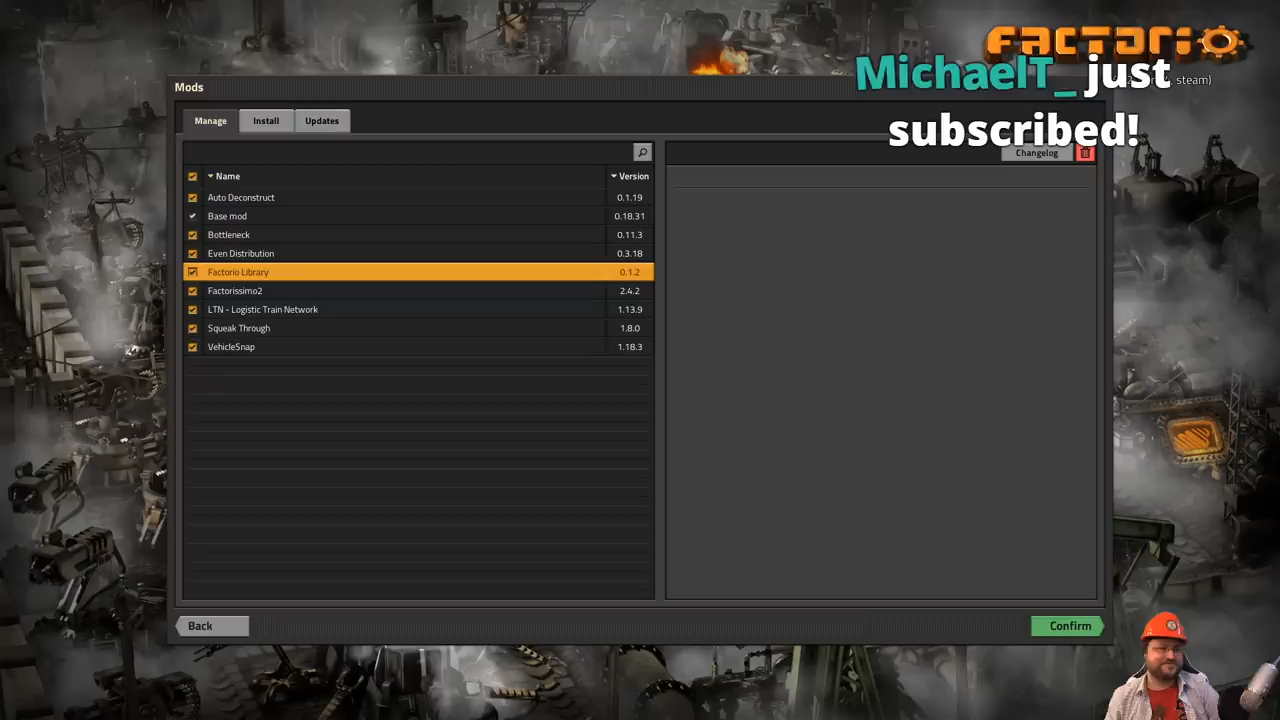 FACTORIO
MichaelT_ just
subscribed!
steam)
Mods
Manage
Install
Updates
Changelog
Name
Version
Auto Deconstruct
0.1.19
Base mod
0.18.31
Bottleneck
0.11.3
Even Distribution
0.3.18
Factorio Library
0.1.2
Factorissimo2
2.4.2
LTN - Logistic Train Network
1.13.9
Squeak Through
1.8.0
VehicleSnap
1.18.3
Back
Confirm